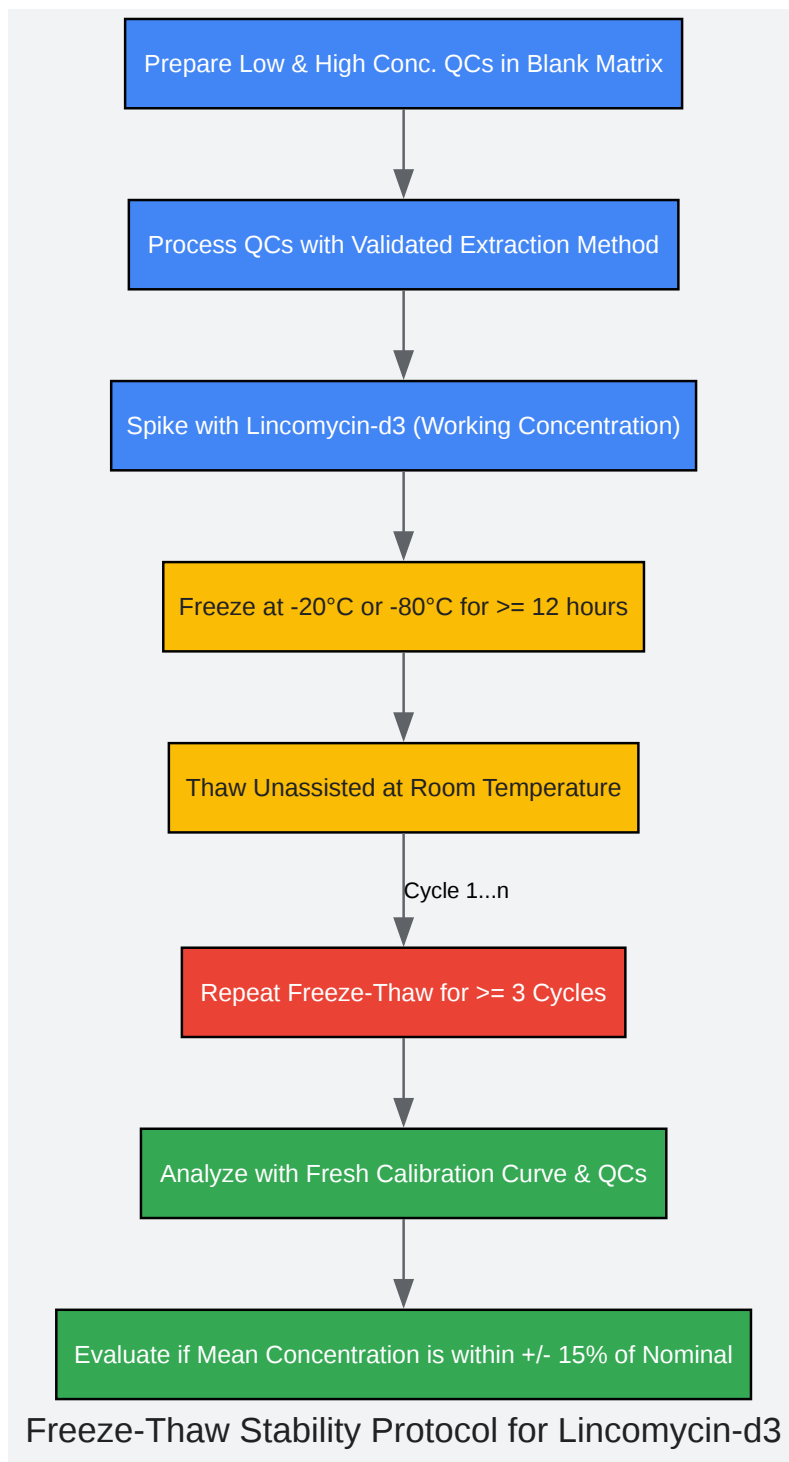 Prepare Low & High Conc. QCs in Blank Matrix
Process QCs with Validated Extraction Method
Spike with Lincomycin-d3 (Working Concentration)
Freeze at -20°C or -80°C for >= 12 hours
Thaw Unassisted at Room Temperature
Cycle 1...n
Repeat Freeze-Thaw for >= 3 Cycles
Analyze with Fresh Calibration Curve & QCs
Evaluate if Mean Concentration is within +/- 15% of Nominal
Freeze-Thaw Stability Protocol for Lincomycin-d3